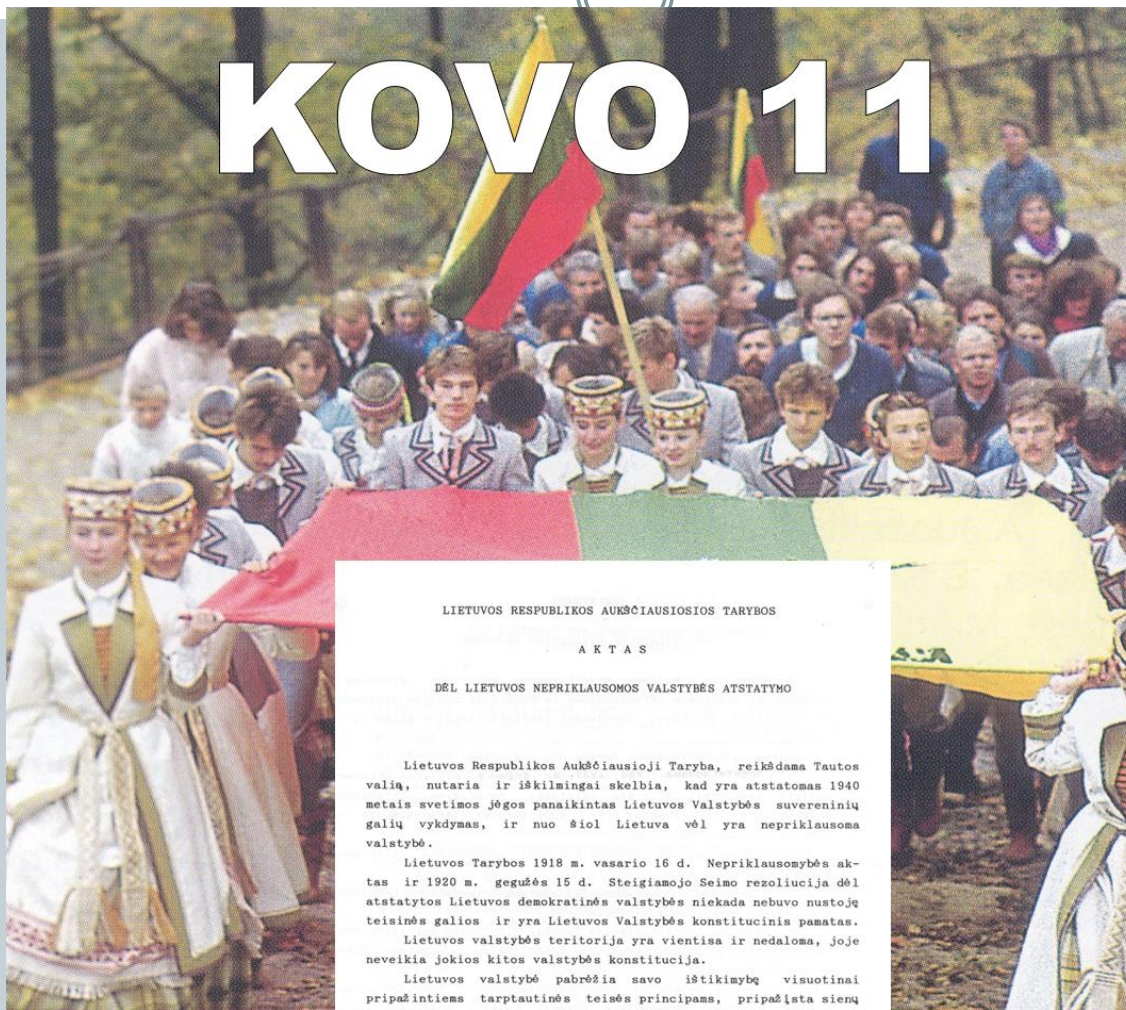 KOVO 11
LIETUVOS RESPUBLIKOS AUKŠČIAUSIOSIOS TARYBOS
A K T A S
DĖL LIETUVOS NEPRIKLAUSOMOS VALSTYBĖS ATSTATYMO
Lietuvos Respublikos Aukščiausioji Taryba, reikšdama Tautos
valią, nutaria ir iškilmingai skelbia, kad yra atstatomas 1940
metais svetimos jėgos panaikintas Lietuvos Valstybės suvereninių
galių vykdymas, ir nuo šiol Lietuva vėl yra nepriklausoma
valstybė.
Lietuvos Tarybos 1918 m. vasario 16 d. Nepriklausomybės ak-
tas ir 1920 m. gegužės 15 d. Steigiamojo Seimo rezoliucija dėl
atstatytos Lietuvos demokratinės valstybės niekada nebuvo nustoję
teisinės galios ir yra Lietuvos Valstybės konstitucinis pamatas.
Lietuvos valstybės teritorija yra vientisa ir nedaloma, joje
neveikia jokios kitos valstybės konstitucija.
Lietuvos valstybė pabrėžia savo ištikimybę visuotinai
pripažintiems tarptautinės teisės principams, pripažįsta sienų